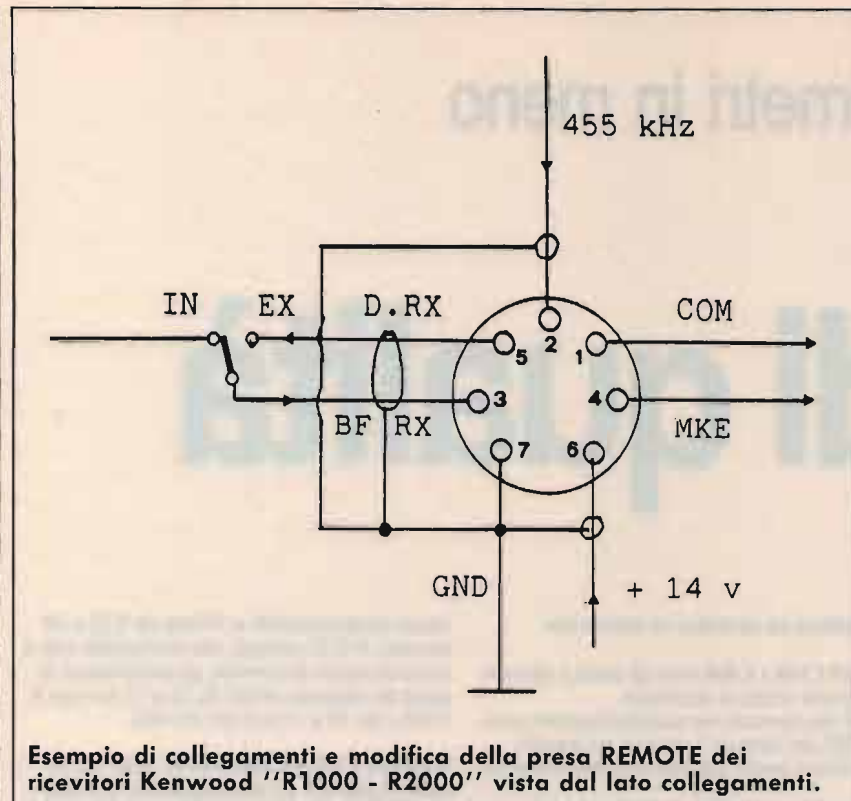 455 kHz
IN EX D.RX COM
5 2 1
3 4
BF RX MKE
7 6
GND + 14 v
Esempio di collegamenti e modifica della presa REMOTE dei
ricevitori Kenwood "R1000 - R2000" vista dal lato collegamenti.